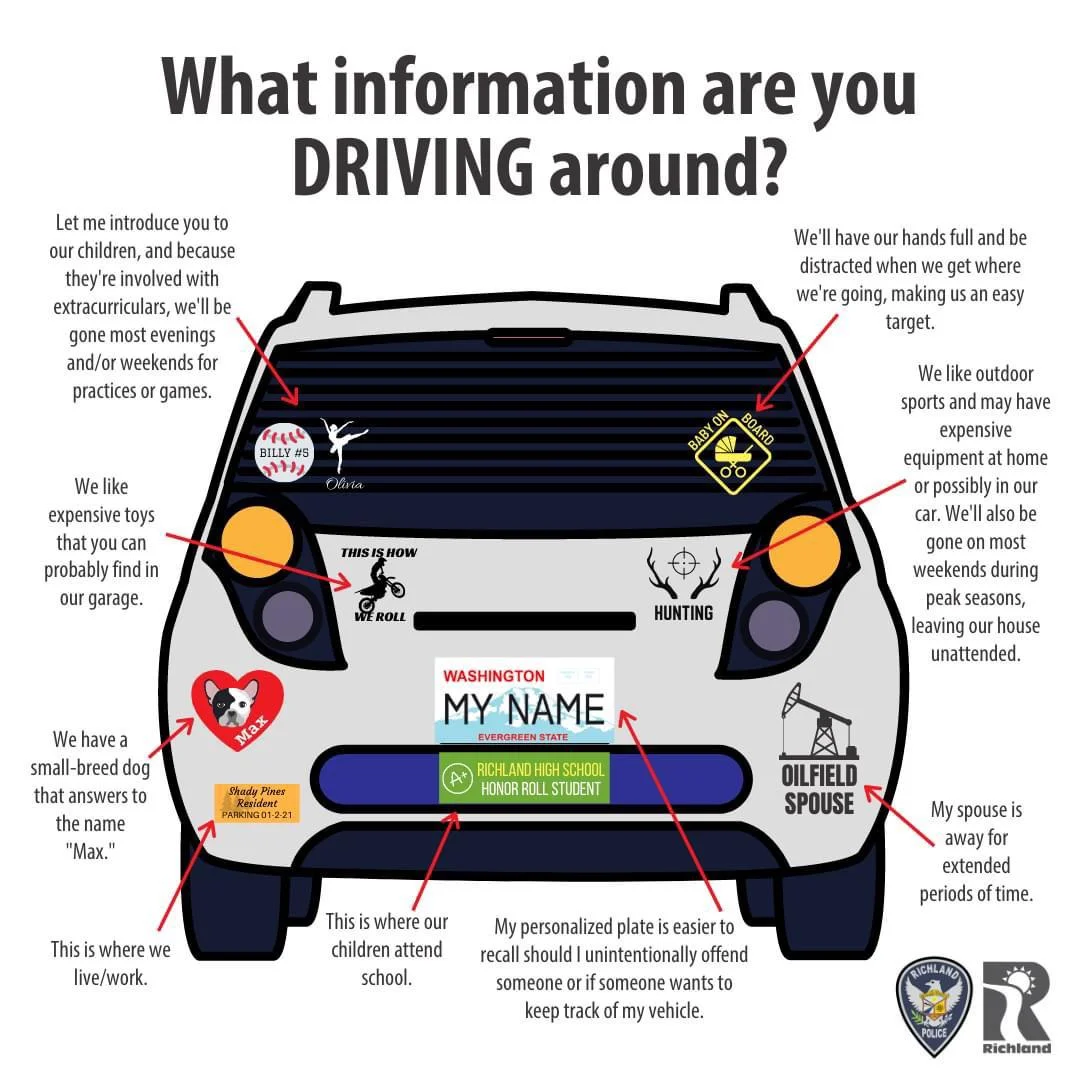 What information are you
DRIVING around?
Let me introduce you to
our children, and because
they're involved with
extracurriculars, we'll be
gone most evenings
and/or weekends for
practices or games.
We'll have our hands full and be
distracted when we get where
we're going, making us an easy
target.
We like outdoor
sports and may have
expensive
equipment at home
or possibly in our
car. We'll also be
gone on most
weekends during
peak seasons,
leaving our house
unattended.
BILLY #5
Olivia
BABY ON BOARD
We like
expensive toys
that you can
probably find in
our garage.
THIS IS HOW
WE ROLL
HUNTING
WASHINGTON
MY NAME
EVERGREEN STATE
Max
We have a
small-breed dog
that answers to
the name
"Max."
A+
RICHLAND HIGH SCHOOL
HONOR ROLL STUDENT
OILFIELD
SPOUSE
Shady Pines
Resident
PARKING 01-2-21
My spouse is
away for
extended
periods of time.
This is where we
live/work.
This is where our
children attend
school.
My personalized plate is easier to
recall should I unintentionally offend
someone or if someone wants to
keep track of my vehicle.
RICHLAND
POLICE
R
Richland